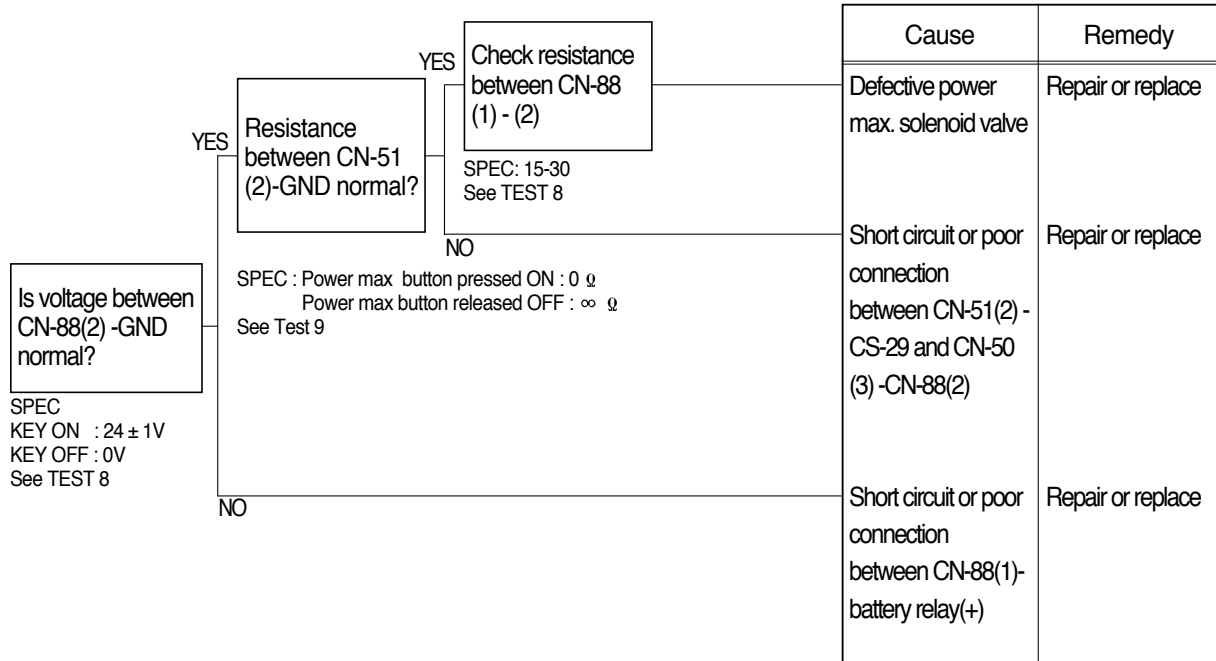 Is voltage between
CN-88(2) -GND
normal?
SPEC
KEY ON : 24 ± 1V
KEY OFF : 0V
See TEST 8
YES
NO
Resistance
between CN-51
(2)-GND normal?
SPEC : Power max button pressed ON : 0 Ω
Power max button released OFF : ∞ Ω
See Test 9
YES
NO
Check resistance
between CN-88
(1) - (2)
SPEC: 15-30
See TEST 8
Cause Remedy
Defective power Repair or replace
max. solenoid valve
Short circuit or poor Repair or replace
connection
between CN-51(2) -
CS-29 and CN-50
(3) -CN-88(2)
Short circuit or poor Repair or replace
connection
between CN-88(1)-
battery relay(+)